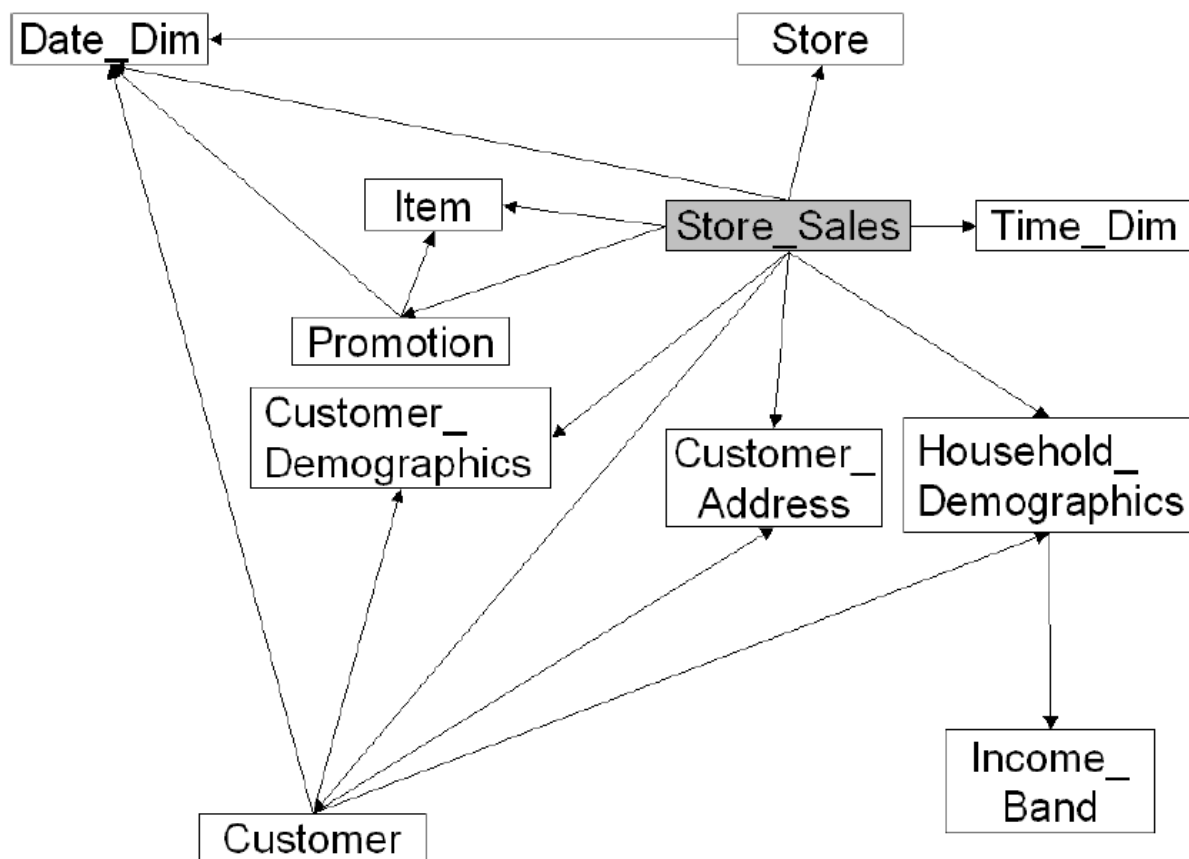 Date_Dim
Store
Item
Store_Sales
Time_Dim
Promotion
Customer_
Demographics
Customer_
Address
Household_
Demographics
Income_
Band
Customer